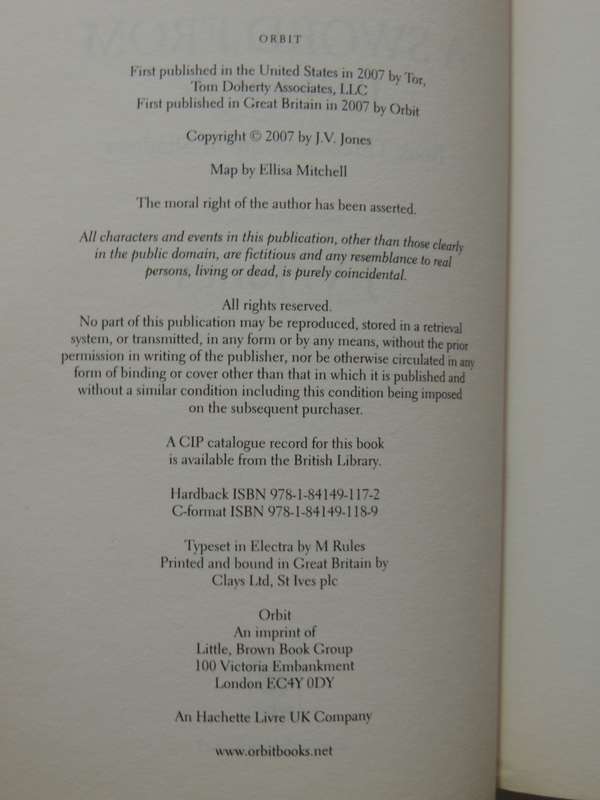 ORBIT
First published in the United States in 2007 by Tor,
Tom Doherty Associates, LLC
First published in Great Britain in 2007 by Orbit
Copyright © 2007 by J.V. Jones
Map by Ellisa Mitchell
The moral right of the author has been asserted.
All characters and events in this publication, other than those clearly
in the public domain, are fictitious and any resemblance to real
persons, living or dead, is purely coincidental.
All rights reserved.
No part of this publication may be reproduced, stored in a retrieval
system, or transmitted, in any form or by any means, without the prior
permission in writing of the publisher, nor be otherwise circulated in any
form of binding or cover other than that in which it is published and
without a similar condition including this condition being imposed
on the subsequent purchaser.
A CIP catalogue record for this book
is available from the British Library.
Hardback ISBN 978-1-84149-117-2
C-format ISBN 978-1-84149-118-9
Typeset in Electra by M Rules
Printed and bound in Great Britain by
Clays Ltd, St Ives plc
Orbit
An imprint of
Little, Brown Book Group
100 Victoria Embankment
London EC4Y 0DY
An Hachette Livre UK Company
www.orbitbooks.net